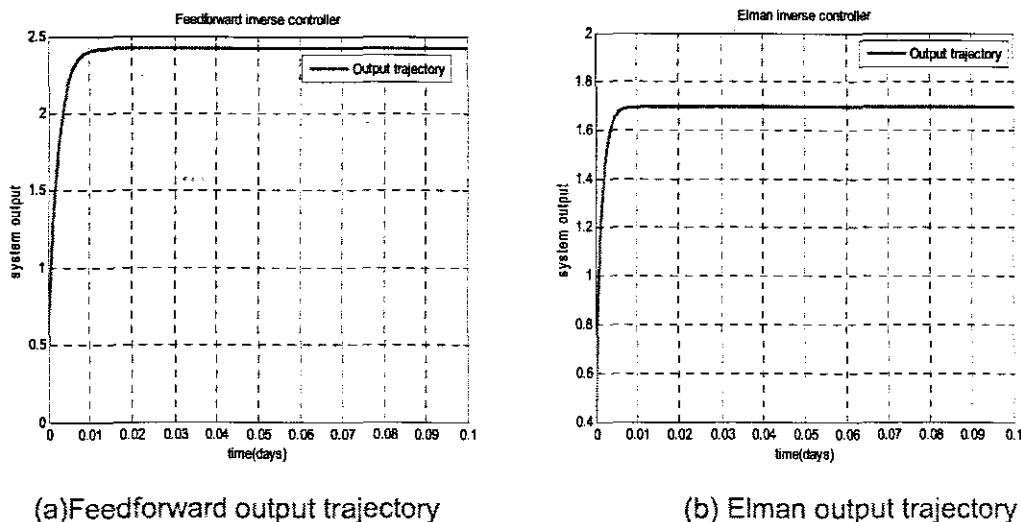 Feedforward inverse controller
2.5
2
1.5
1
0.5
0
system output
Output trajectory
0 0.01 0.02 0.03 0.04 0.05 0.06 0.07 0.08 0.09 0.1
time(days)
(a)Feedforward output trajectory
Elman inverse controller
2
1.8
1.6
1.4
1.2
1
0.8
0.6
0.4
system output
Output trajectory
0 0.01 0.02 0.03 0.04 0.05 0.06 0.07 0.08 0.09 0.1
time(days)
(b) Elman output trajectory